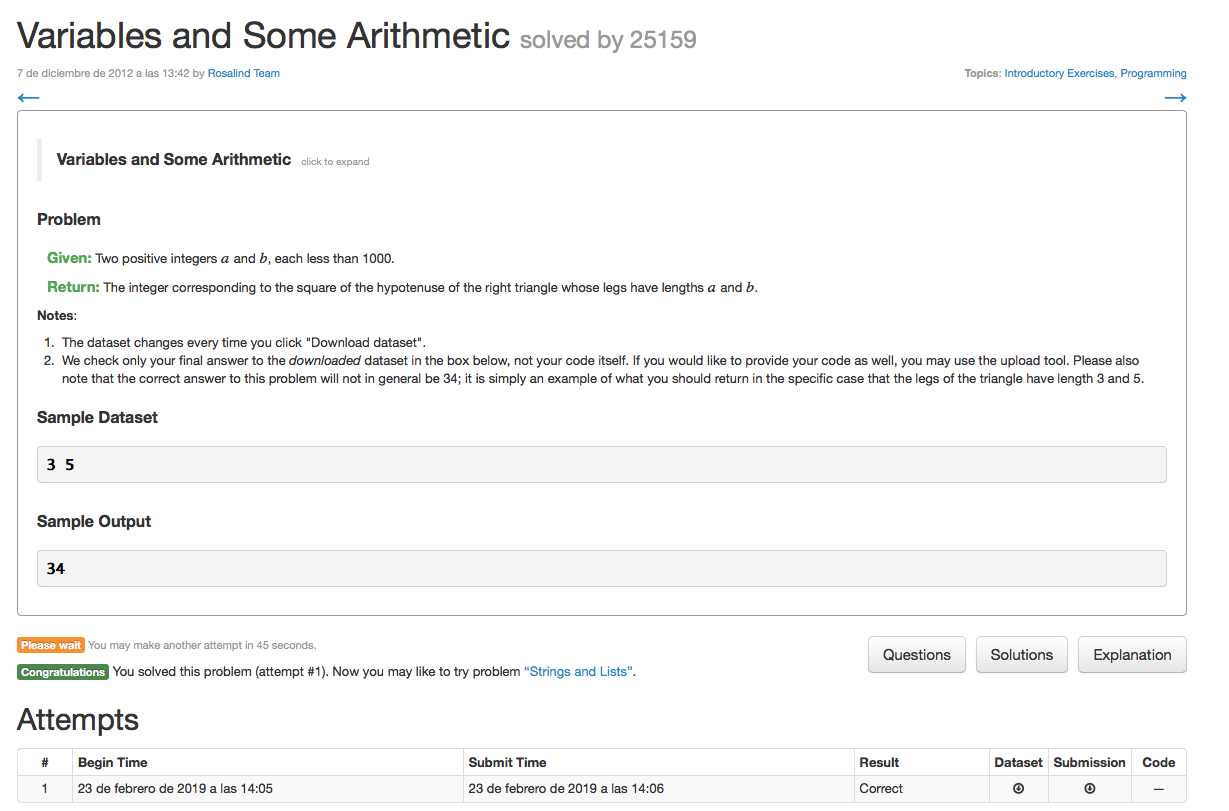 Variables and Some Arithmetic solved by 25159
7 de diciembre de 2012 a las 13:42 by Rosalind Team
Topics: Introductory Exercises, Programming
← →
Variables and Some Arithmetic click to expand
Problem
Given: Two positive integers a and b, each less than 1000.
Return: The integer corresponding to the square of the hypotenuse of the right triangle whose legs have lengths a and b.
Notes:
1. The dataset changes every time you click "Download dataset".
2. We check only your final answer to the downloaded dataset in the box below, not your code itself. If you would like to provide your code as well, you may use the upload tool. Please also
note that the correct answer to this problem will not in general be 34; it is simply an example of what you should return in the specific case that the legs of the triangle have length 3 and 5.
Sample Dataset
3 5
Sample Output
34
Please wait You may make another attempt in 45 seconds.
Congratulations You solved this problem (attempt #1). Now you may like to try problem “Strings and Lists”.
Questions Solutions Explanation
Attempts
# Begin Time Submit Time Result Dataset Submission Code
1 23 de febrero de 2019 a las 14:05 23 de febrero de 2019 a las 14:06 Correct —